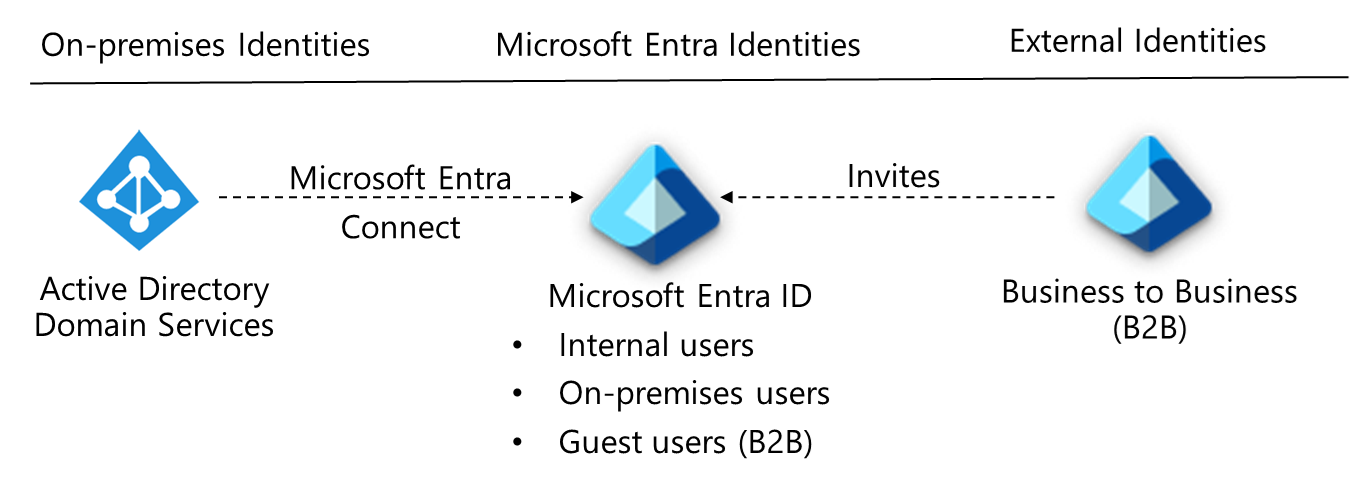 On-premises Identities
Microsoft Entra Identities
External Identities
Microsoft Entra
Connect
Invites
Active Directory
Domain Services
Microsoft Entra ID
• Internal users
• On-premises users
• Guest users (B2B)
Business to Business
(B2B)